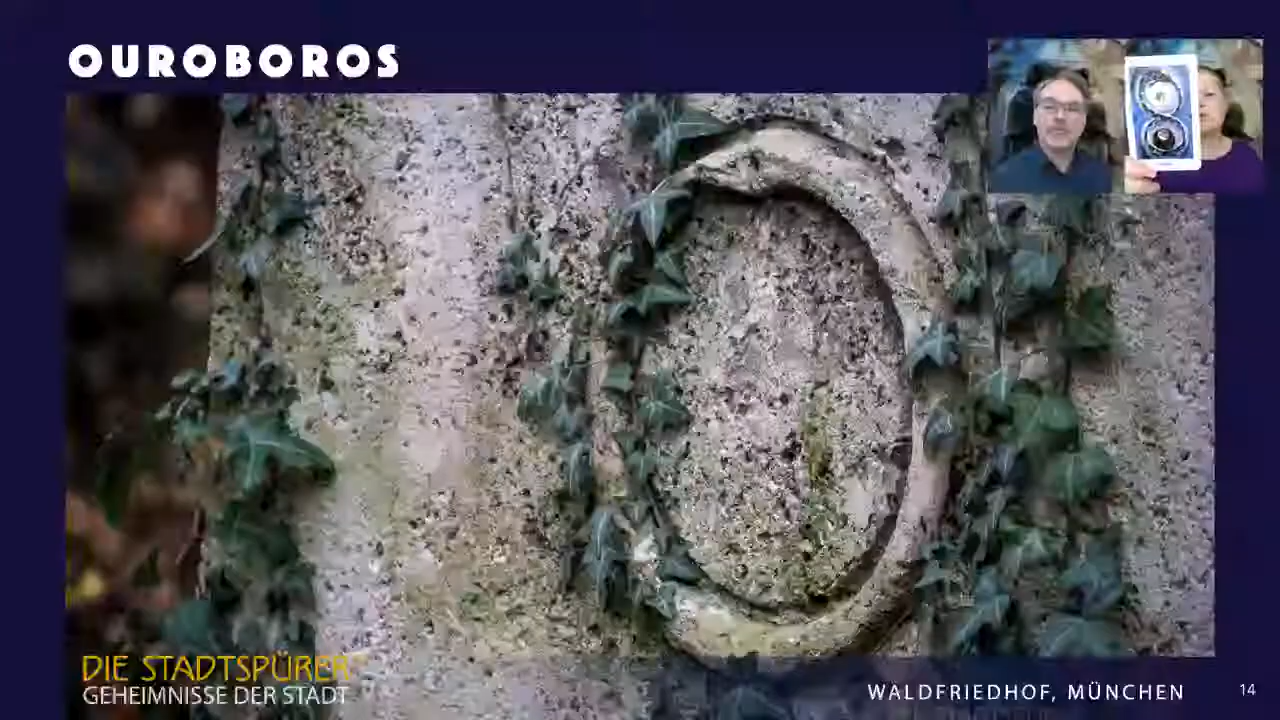 OUROBOROS
DIE STADTSPÜRER
GEHEIMNISSE DER STADT
WALDFRIEDHOF, MÜNCHEN
14